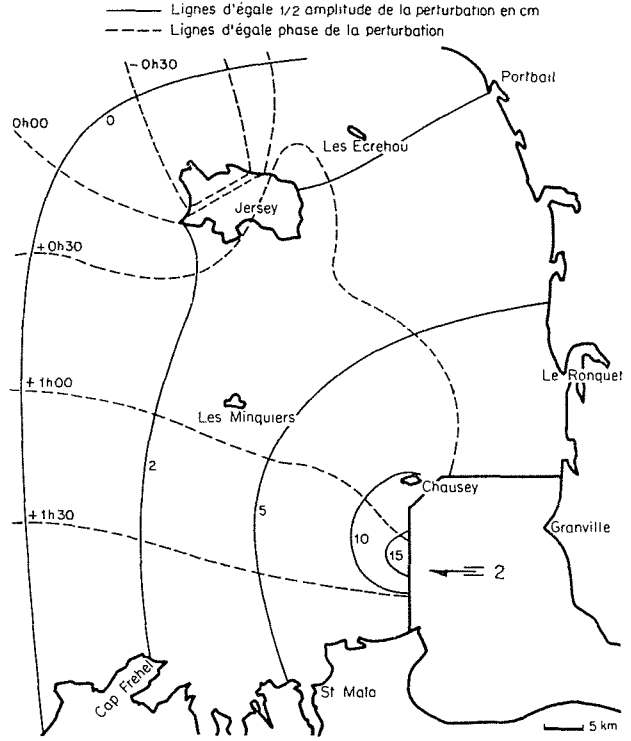 Lignes d'égale 1/2 amplitude de la perturbation en cm
Lignes d'égale phase de la perturbation
-0h30
Portbail
0
0h00
Les Ecrehou
Jersey
+0h30
+1h00
Le Ronquet
Les Minquiers
2
Chausey
5
+1h30
10
Granville
15
2
Cap Frehel
St Malo
5 km